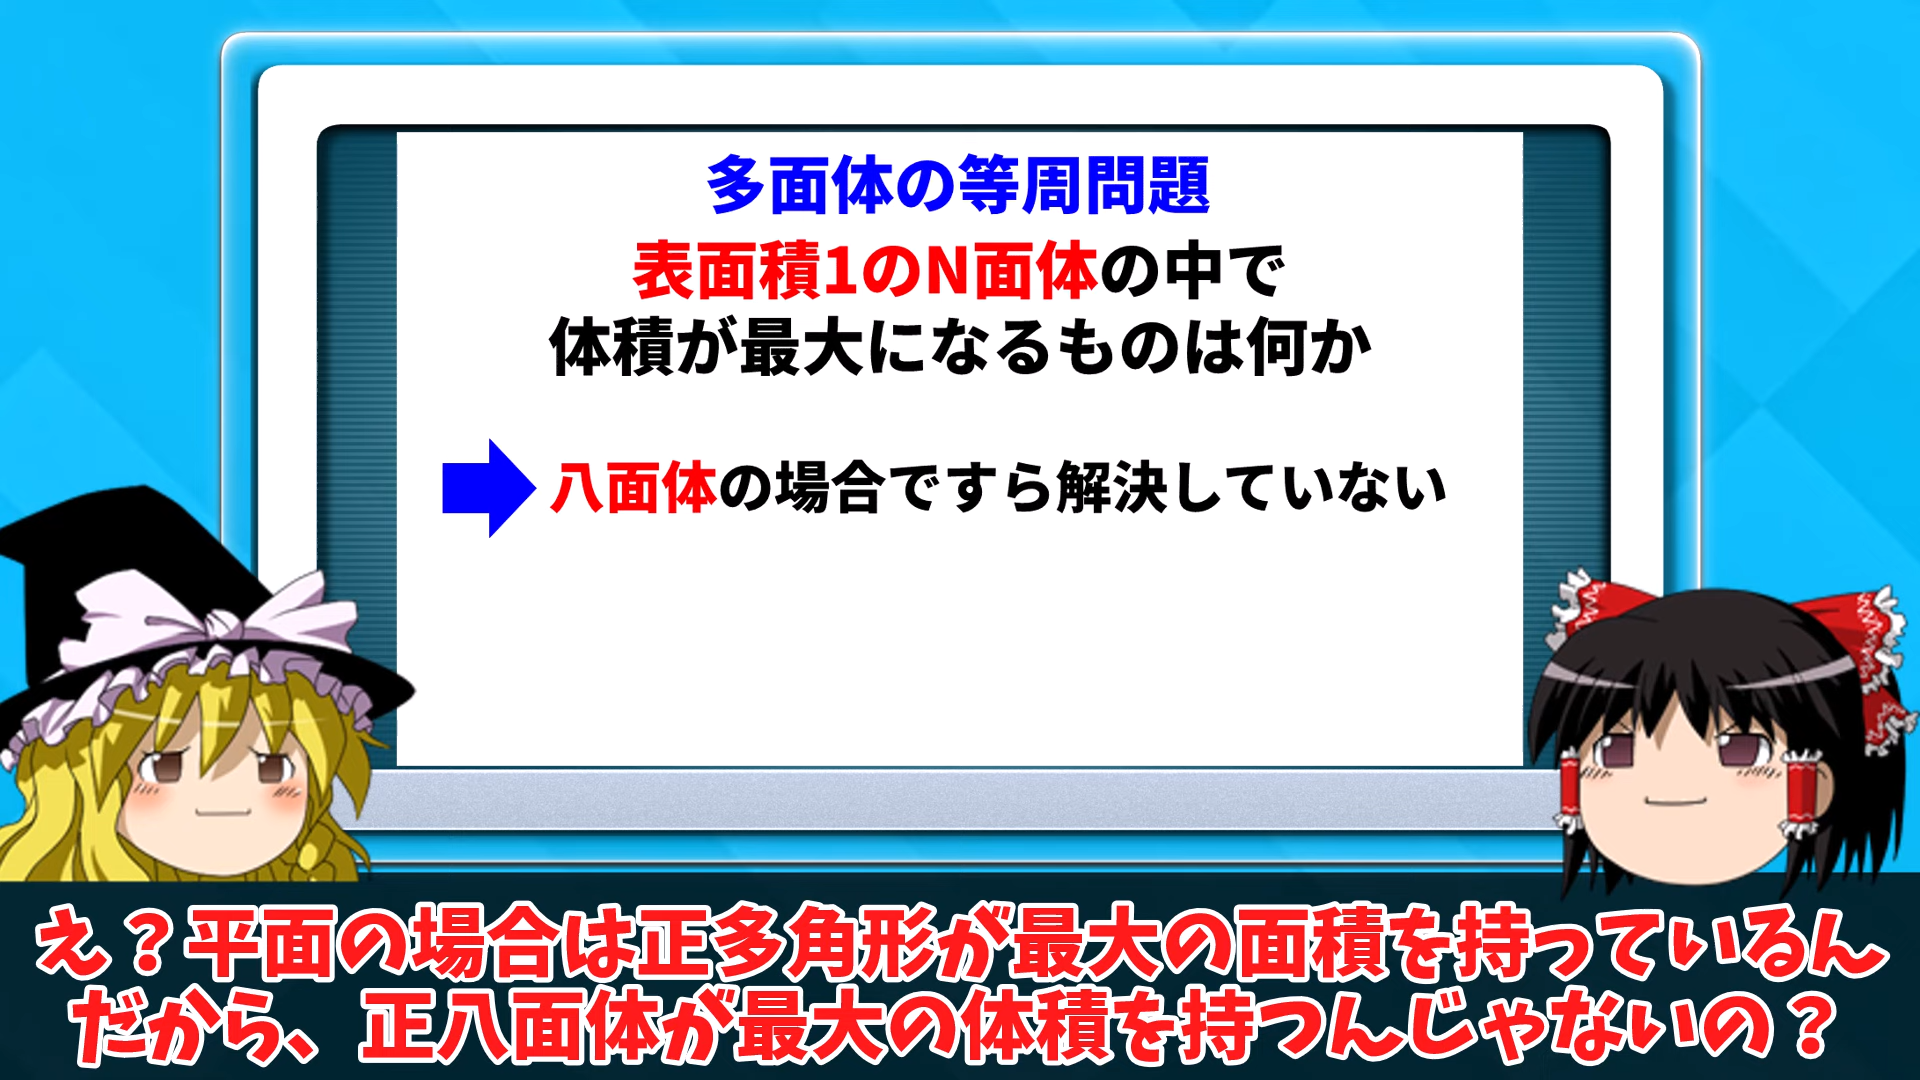 多面体の等周問題
表面積1のN面体の中で
体積が最大になるものは何か
八面体の場合ですら解決していない
え？平面の場合は正多角形が最大の面積を持っているん
だから、正八面体が最大の体積を持つんじゃないの？